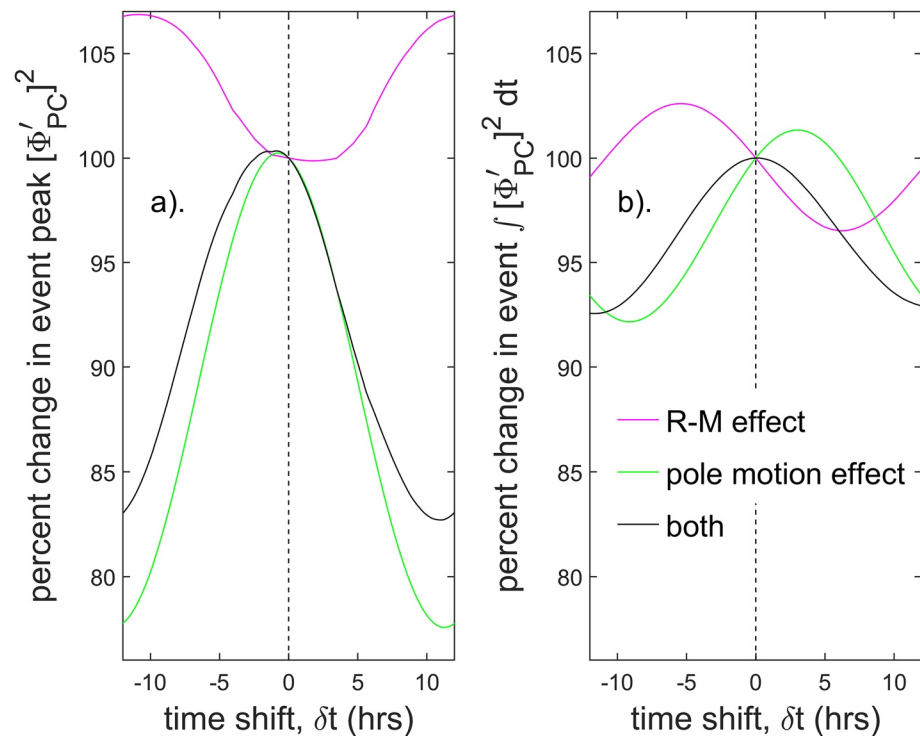 percent change in event peak [Φ′PC]²
105
100
95
90
85
80
a).
-10 -5 0 5 10
time shift, δt (hrs)
percent change in event ∫ [Φ′PC]² dt
105
100
95
90
85
80
b).
R-M effect
pole motion effect
both
-10 -5 0 5 10
time shift, δt (hrs)